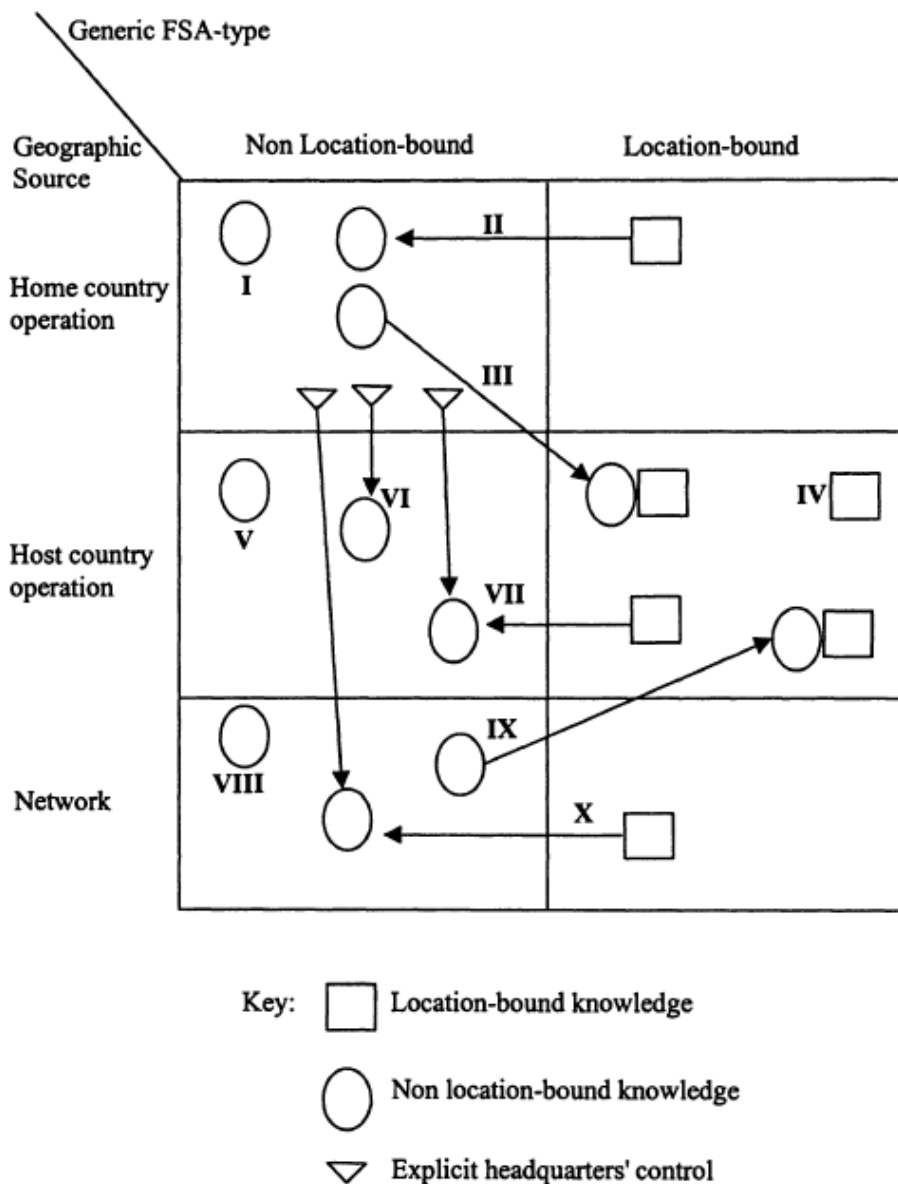 Generic FSA-type
Geographic
Source
Non Location-bound
Location-bound
Home country
operation
I
II
III
Host country
operation
IV
V
VI
VII
Network
VIII
IX
X
Key:
Location-bound knowledge
Non location-bound knowledge
Explicit headquarters' control